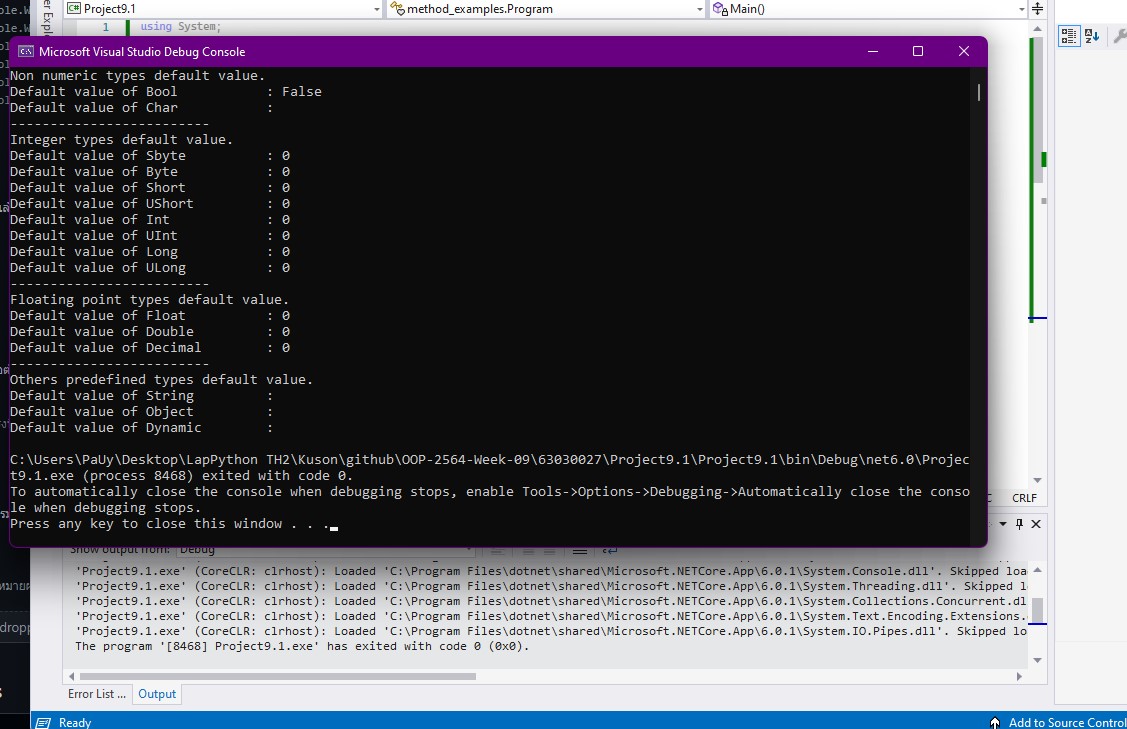 Project9.1
method_examples.Program
Main()
1 using System;
Microsoft Visual Studio Debug Console
Non numeric types default value.
Default value of Bool : False
Default value of Char :
-------------------------
Integer types default value.
Default value of Sbyte : 0
Default value of Byte : 0
Default value of Short : 0
Default value of UShort : 0
Default value of Int : 0
Default value of UInt : 0
Default value of Long : 0
Default value of ULong : 0
-------------------------
Floating point types default value.
Default value of Float : 0
Default value of Double : 0
Default value of Decimal : 0
-------------------------
Others predefined types default value.
Default value of String :
Default value of Object :
Default value of Dynamic :
C:\Users\PaUy\Desktop\LapPython TH2\Kuson\github\OOP-2564-Week-09\63030027\Project9.1\Project9.1\bin\Debug\net6.0\Projec
t9.1.exe (process 8468) exited with code 0.
To automatically close the console when debugging stops, enable Tools->Options->Debugging->Automatically close the conso
le when debugging stops.
Press any key to close this window . . .
CRLF
Show output from: Debug
'Project9.1.exe' (CoreCLR: clrhost): Loaded 'C:\Program Files\dotnet\shared\Microsoft.NETCore.App\6.0.1\System.Console.dll'. Skipped loa
'Project9.1.exe' (CoreCLR: clrhost): Loaded 'C:\Program Files\dotnet\shared\Microsoft.NETCore.App\6.0.1\System.Threading.dll'. Skipped l
'Project9.1.exe' (CoreCLR: clrhost): Loaded 'C:\Program Files\dotnet\shared\Microsoft.NETCore.App\6.0.1\System.Collections.Concurrent.dl
'Project9.1.exe' (CoreCLR: clrhost): Loaded 'C:\Program Files\dotnet\shared\Microsoft.NETCore.App\6.0.1\System.Text.Encoding.Extensions.
'Project9.1.exe' (CoreCLR: clrhost): Loaded 'C:\Program Files\dotnet\shared\Microsoft.NETCore.App\6.0.1\System.IO.Pipes.dll'. Skipped lo
The program '[8468] Project9.1.exe' has exited with code 0 (0x0).
Error List ... Output
Ready
Add to Source Control